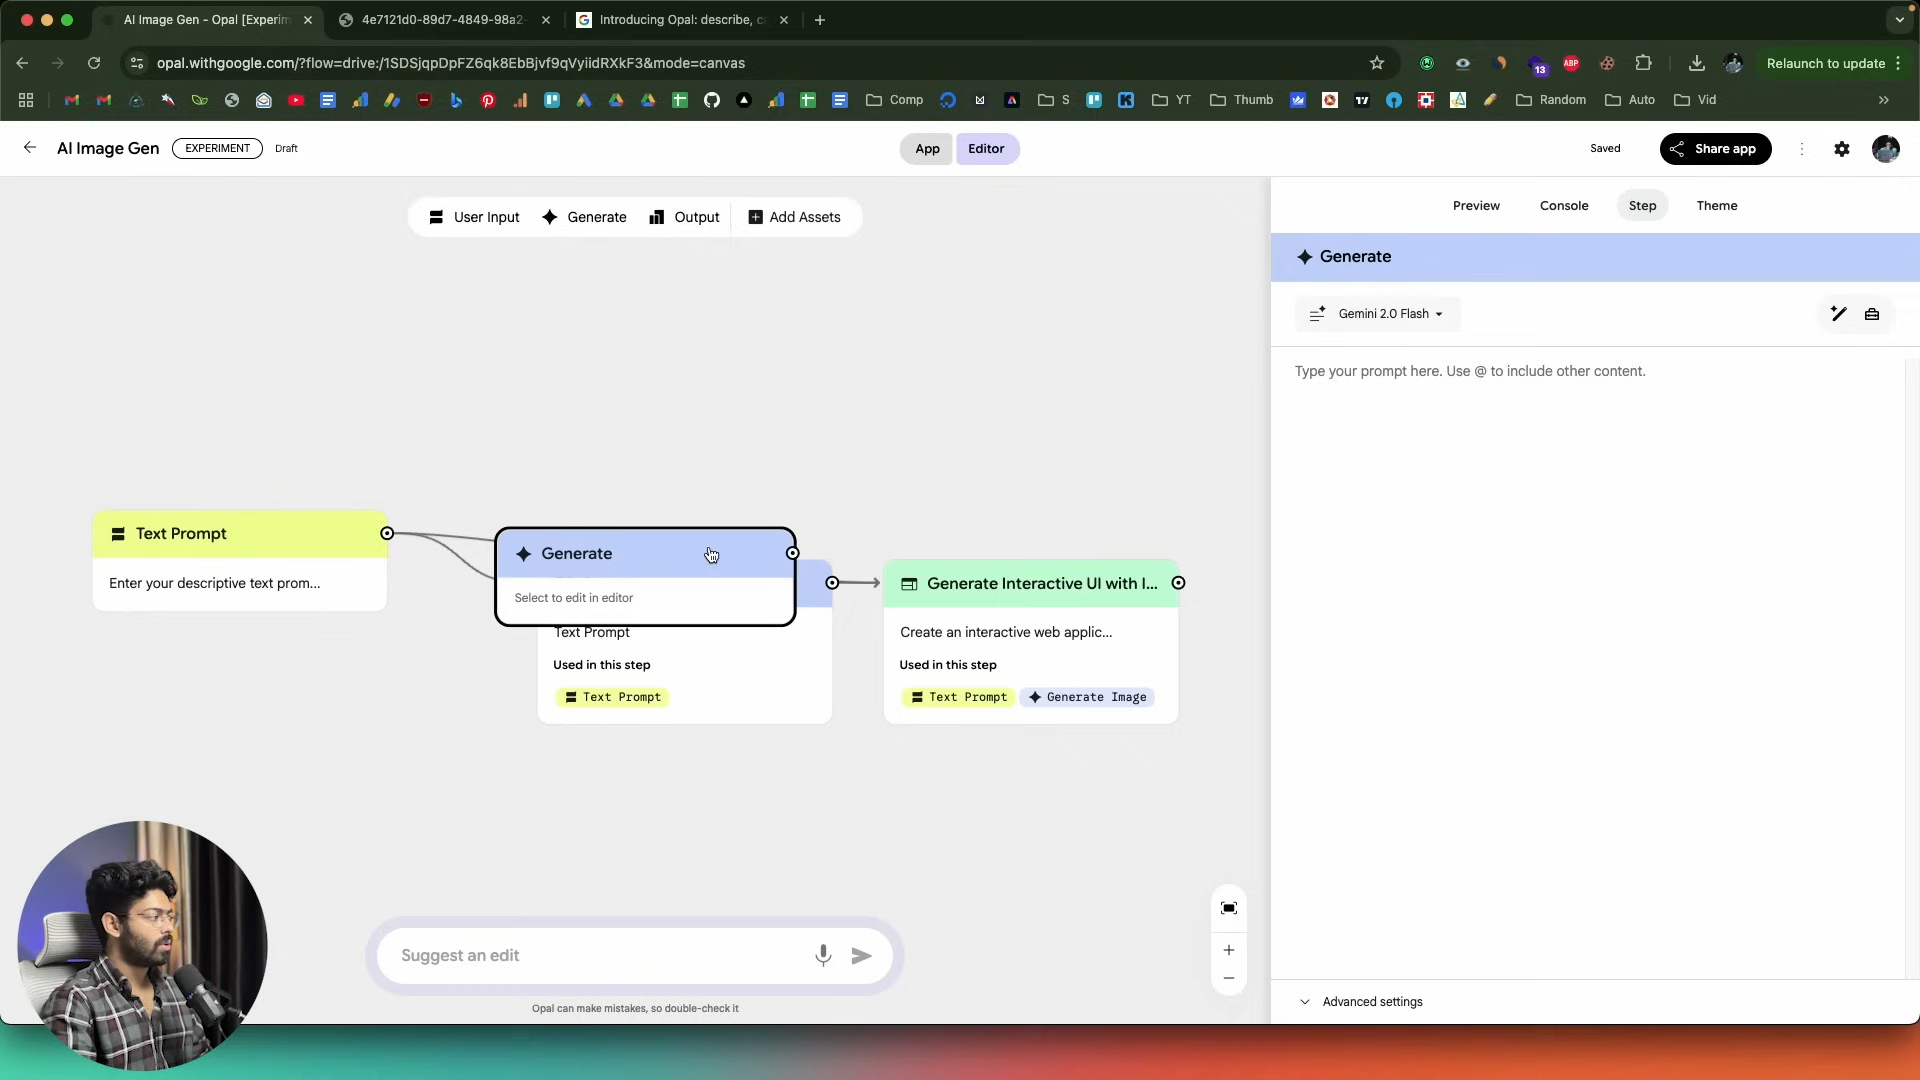 AI Image Gen - Opal [Experim
4e7121d0-89d7-4849-98a2-
Introducing Opal: describe, c
opal.withgoogle.com/?flow=drive:/1SDSjqpDpFZ6qk8EbBjvf9qVyiidRXkF3&mode=canvas
13
ABP
Relaunch to update
Comp
S
YT
Thumb
Random
Auto
Vid
AI Image Gen
EXPERIMENT
Draft
App
Editor
Saved
Share app
User Input
Generate
Output
Add Assets
Preview
Console
Step
Theme
Generate
Gemini 2.0 Flash
Type your prompt here. Use @ to include other content.
Text Prompt
Enter your descriptive text prom...
Generate
Select to edit in editor
Text Prompt
Used in this step
Text Prompt
Generate Interactive UI with I...
Create an interactive web applic...
Used in this step
Text Prompt
Generate Image
Suggest an edit
Opal can make mistakes, so double-check it
Advanced settings